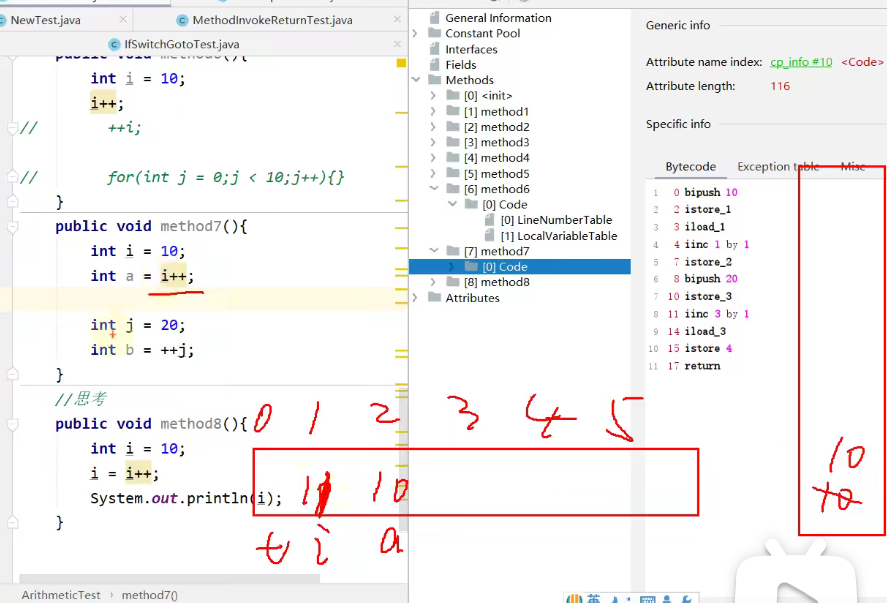 NewTest.java
MethodInvokeReturnTest.java
IfSwitchGotoTest.java
int i = 10;
i++;
// ++i;
// for(int j = 0;j < 10;j++){}
}
public void method7(){
int i = 10;
int a = i++;
int j = 20;
int b = ++j;
}
//思考
public void method8(){
int i = 10;
i = i++;
System.out.println(i);
}
ArithmeticTest › method7()
General Information
Constant Pool
Interfaces
Fields
Methods
[0] <init>
[1] method1
[2] method2
[3] method3
[4] method4
[5] method5
[6] method6
[0] Code
[0] LineNumberTable
[1] LocalVariableTable
[7] method7
[0] Code
[8] method8
Attributes
Generic info
Attribute name index: cp_info #10 <Code>
Attribute length: 116
Specific info
Bytecode Exception table Misc
1 0 bipush 10
2 2 istore_1
3 3 iload_1
4 4 iinc 1 by 1
5 7 istore_2
6 8 bipush 20
7 10 istore_3
8 11 iinc 3 by 1
9 14 iload_3
10 15 istore 4
11 17 return
0 1 2 3 4 5
11 10
t i a
10
10
英